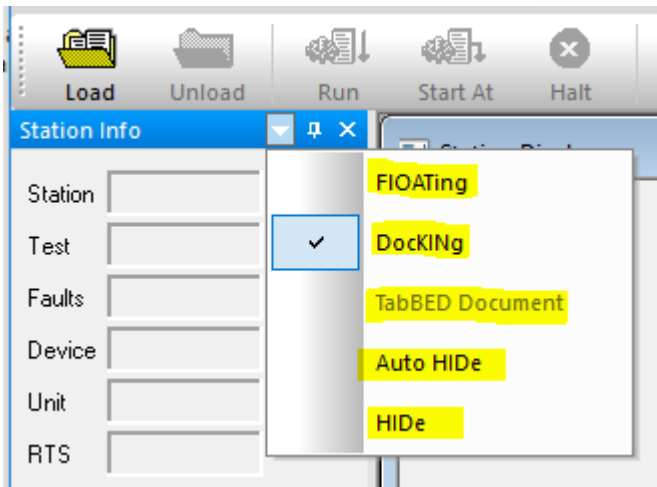 Load Unload Run Start At Halt
Station Info
Station
Test
Faults
Device
Unit
RTS
FIOATing
DocKINg
TabBED Document
Auto HIDe
HIDe